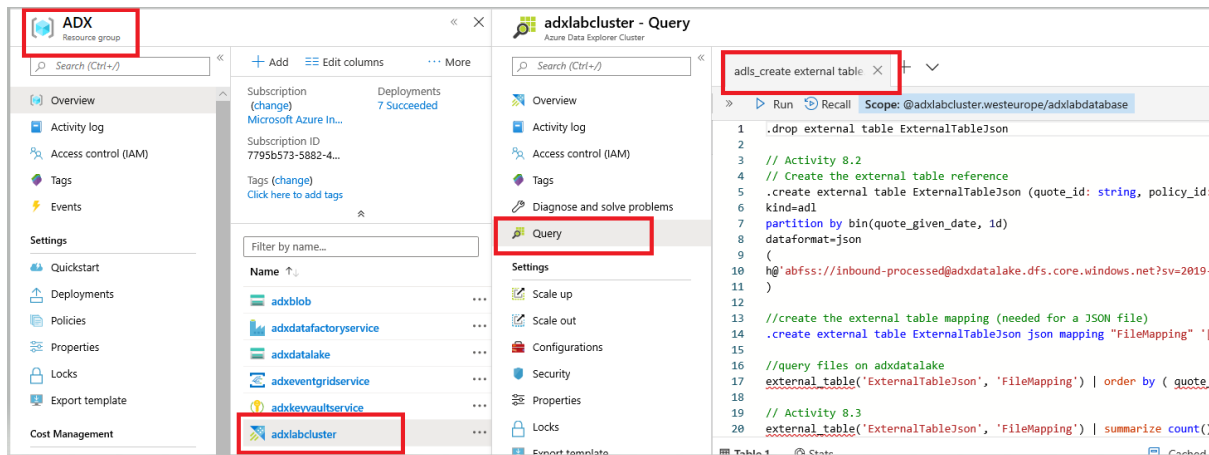 ADX
Resource group
Search (Ctrl+/)
Overview
Activity log
Access control (IAM)
Tags
Events
Settings
Quickstart
Deployments
Policies
Properties
Locks
Export template
Cost Management
Add Edit columns ··· More
Subscription (change)
Microsoft Azure In...
Deployments
7 Succeeded
Subscription ID
7795b573-5882-4...
Tags (change)
Click here to add tags
Filter by name...
Name
adxblob
adxdatafactoryservice
adxdatalake
adxeventgridservice
adxkeyvaultservice
adxlabcluster
adxlabcluster - Query
Azure Data Explorer Cluster
Search (Ctrl+/)
Overview
Activity log
Access control (IAM)
Tags
Diagnose and solve problems
Query
Settings
Scale up
Scale out
Configurations
Security
Properties
Locks
Export template
adls_create external table
Run Recall Scope: @adxlabcluster.westeurope/adxlabdatabase
1 .drop external table ExternalTableJson
2
3 // Activity 8.2
4 // Create the external table reference
5 .create external table ExternalTableJson (quote_id: string, policy_id:
6 kind=adl
7 partition by bin(quote_given_date, 1d)
8 dataformat=json
9 (
10 h@'abfss://inbound-processed@adxdatalake.dfs.core.windows.net?sv=2019-
11 )
12
13 //create the external table mapping (needed for a JSON file)
14 .create external table ExternalTableJson json mapping "FileMapping" '[
15
16 //query files on adxdatalake
17 external_table('ExternalTableJson', 'FileMapping') | order by ( quote_
18
19 // Activity 8.3
20 external_table('ExternalTableJson', 'FileMapping') | summarize count()
Table 1 Stats Cached